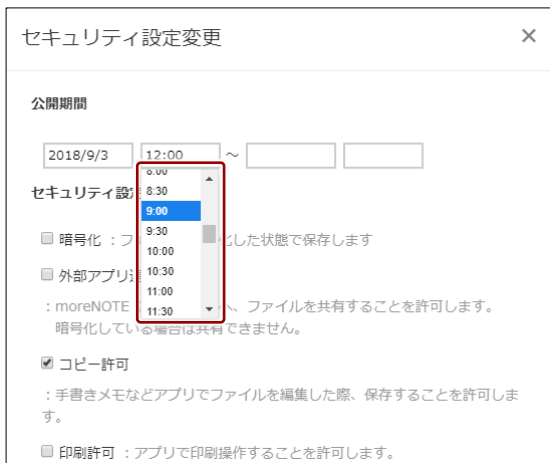 セキュリティ設定変更
×
公開期間
2018/9/3 12:00 ～
8:00
セキュリティ設
8:30
9:00
9:30
10:00
10:30
11:00
11:30
暗号化 : フ 化した状態で保存します
外部アプリ
: moreNOTE へ、ファイルを共有することを許可します。
暗号化している場合は共有できません。
コピー許可
: 手書きメモなどアプリでファイルを編集した際、保存することを許可しま
す。
印刷許可 : アプリで印刷操作することを許可します。